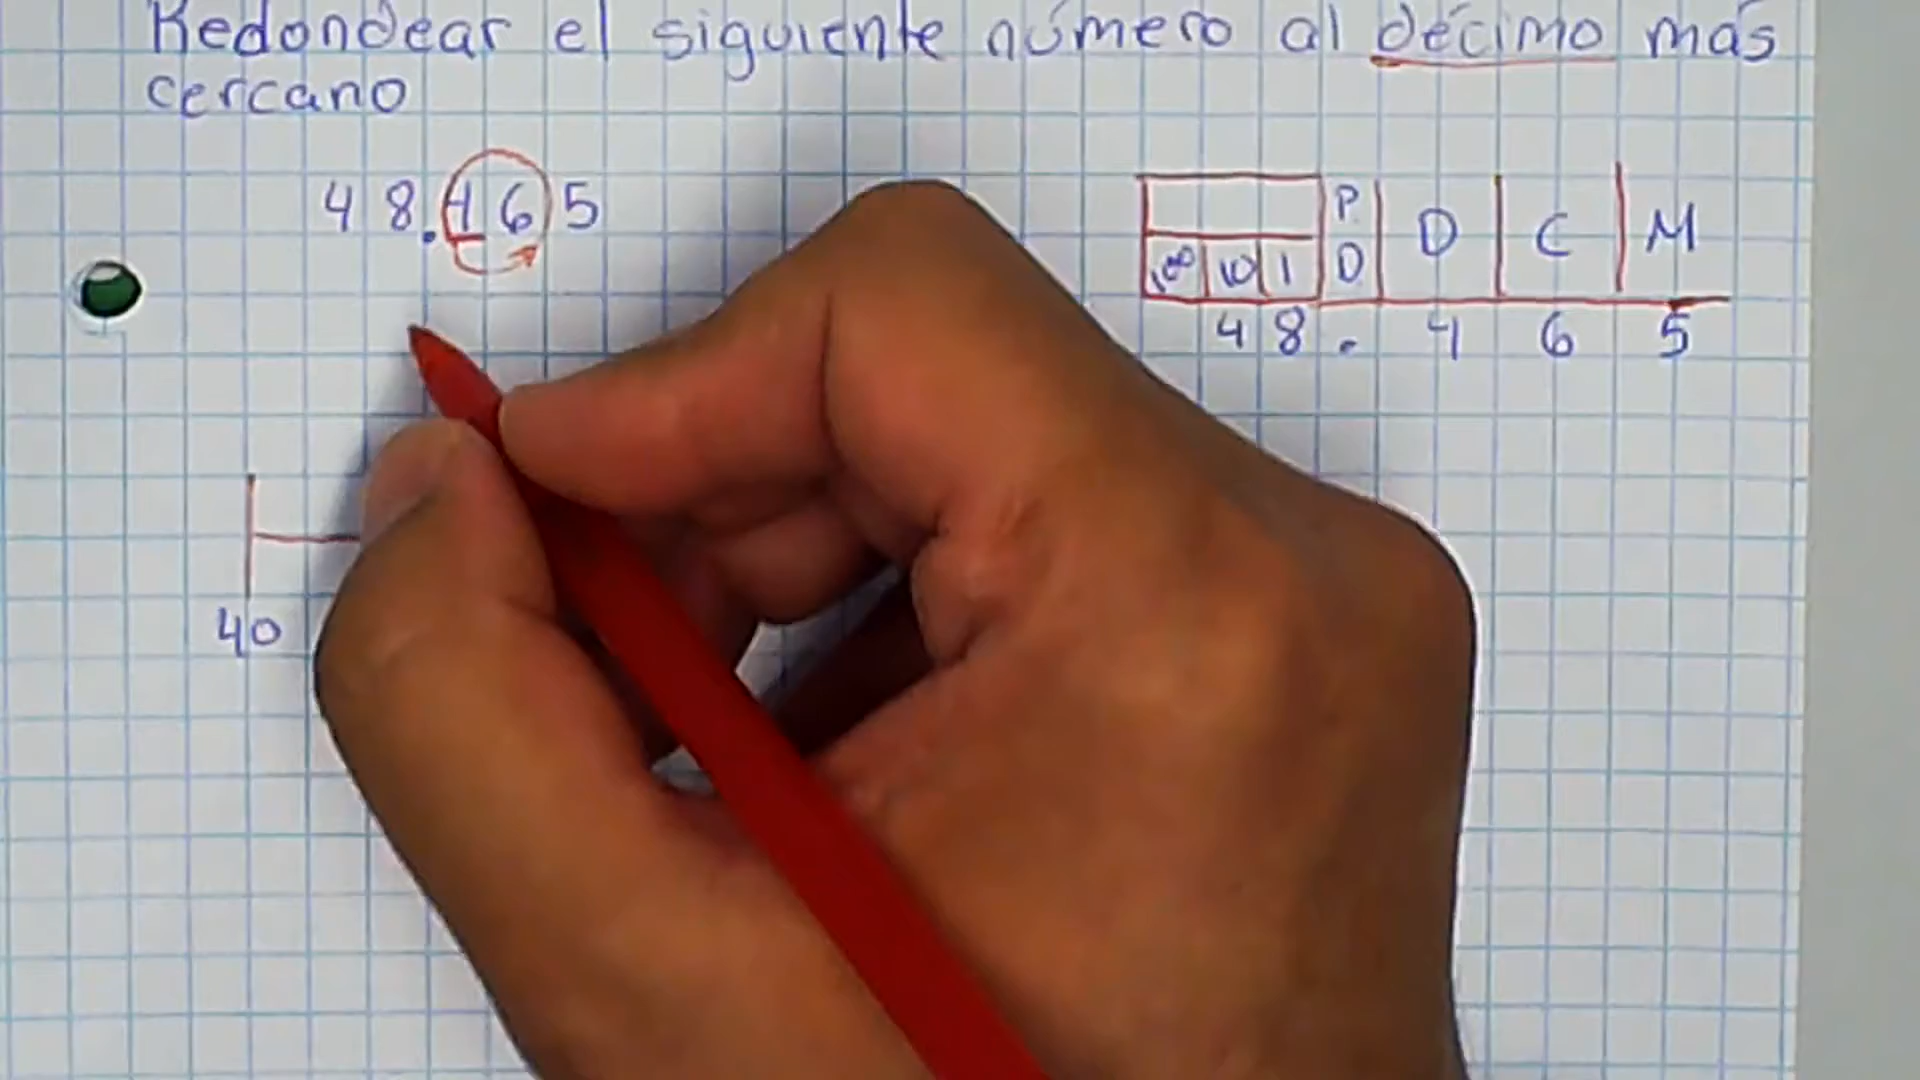 Redondear el siguiente número al décimo más
cercano
48.465
P. D C M
100 10 1 D
48. 4 6 5
40